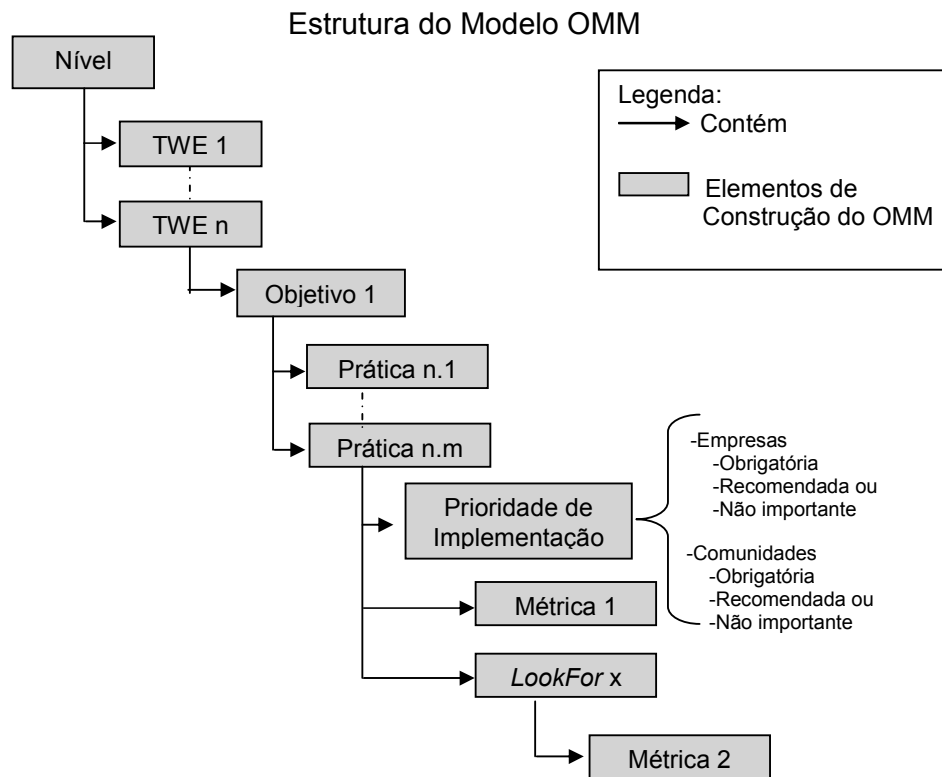 Estrutura do Modelo OMM
Nível
Legenda:
Contém
Elementos de
Construção do OMM
TWE 1
TWE n
Objetivo 1
Prática n.1
Prática n.m
Prioridade de
Implementação
-Empresas
-Obrigatória
-Recomendada ou
-Não importante
-Comunidades
-Obrigatória
-Recomendada ou
-Não importante
Métrica 1
LookFor x
Métrica 2